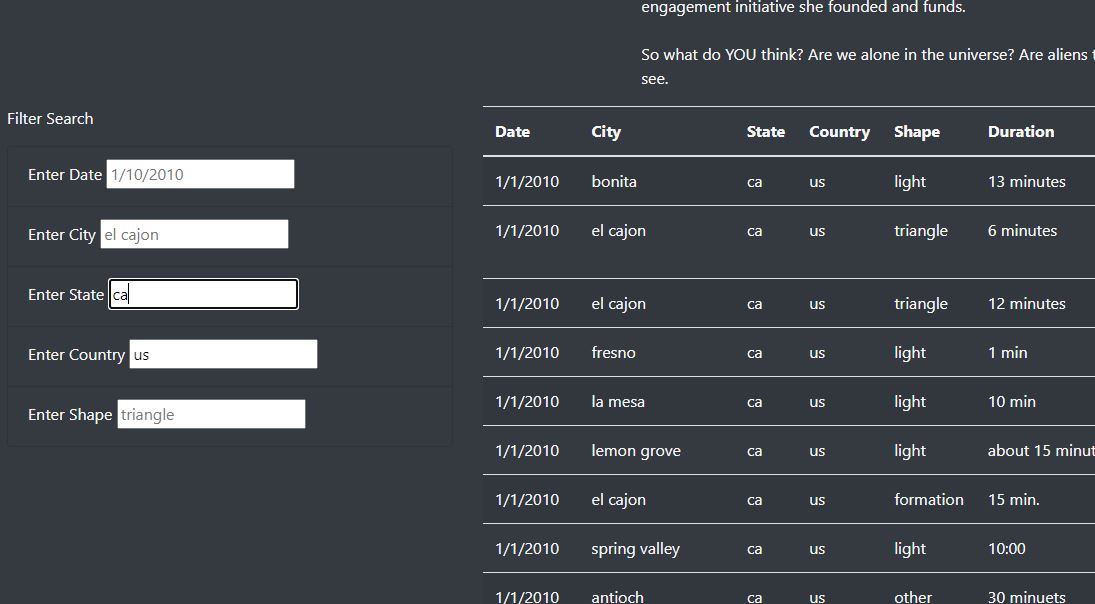 engagement initiative she founded and funds.
So what do YOU think? Are we alone in the universe? Are aliens
see.
Filter Search
Enter Date 1/10/2010
Enter City el cajon
Enter State ca
Enter Country us
Enter Shape triangle
Date City State Country Shape Duration
1/1/2010 bonita ca us light 13 minutes
1/1/2010 el cajon ca us triangle 6 minutes
1/1/2010 el cajon ca us triangle 12 minutes
1/1/2010 fresno ca us light 1 min
1/1/2010 la mesa ca us light 10 min
1/1/2010 lemon grove ca us light about 15 minut
1/1/2010 el cajon ca us formation 15 min.
1/1/2010 spring valley ca us light 10:00
1/1/2010 antioch ca us other 30 minuets